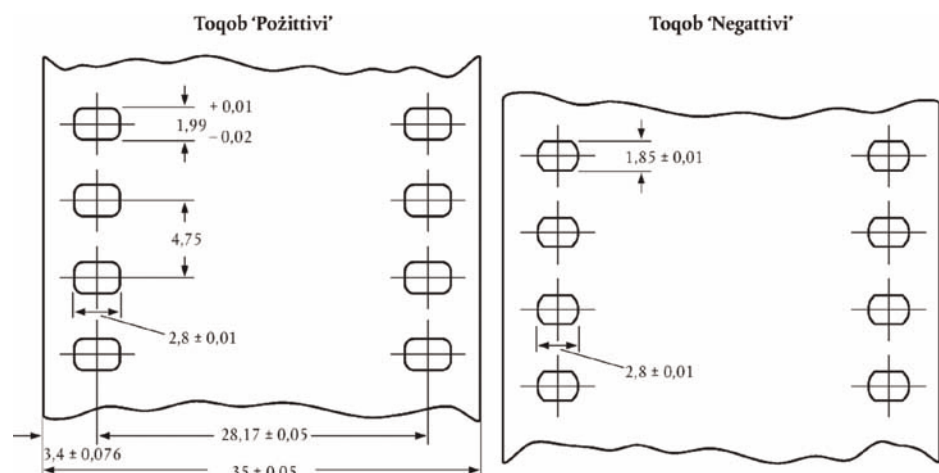 Toqob ‘Požittivi’
Toqob ‘Negattivi’
+ 0,01
1,99
– 0,02
1,85 ± 0,01
4,75
2,8 ± 0,01
2,8 ± 0,01
28,17 ± 0,05
3,4 ± 0,076
35 ± 0,05